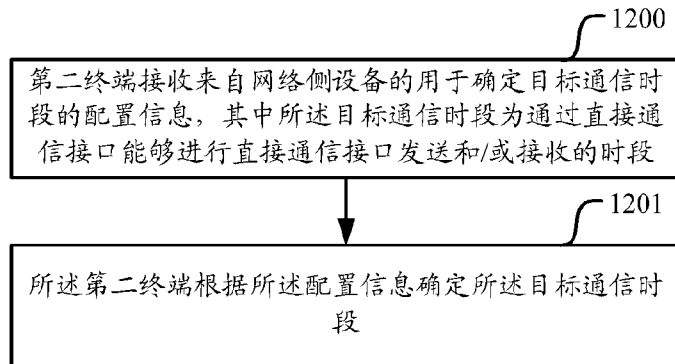 1200
第二终端接收来自网络侧设备的用于确定目标通信时
段的配置信息，其中所述目标通信时段为通过直接通
信接口能够进行直接通信接口发送和/或接收的时段
1201
所述第二终端根据所述配置信息确定所述目标通信时
段